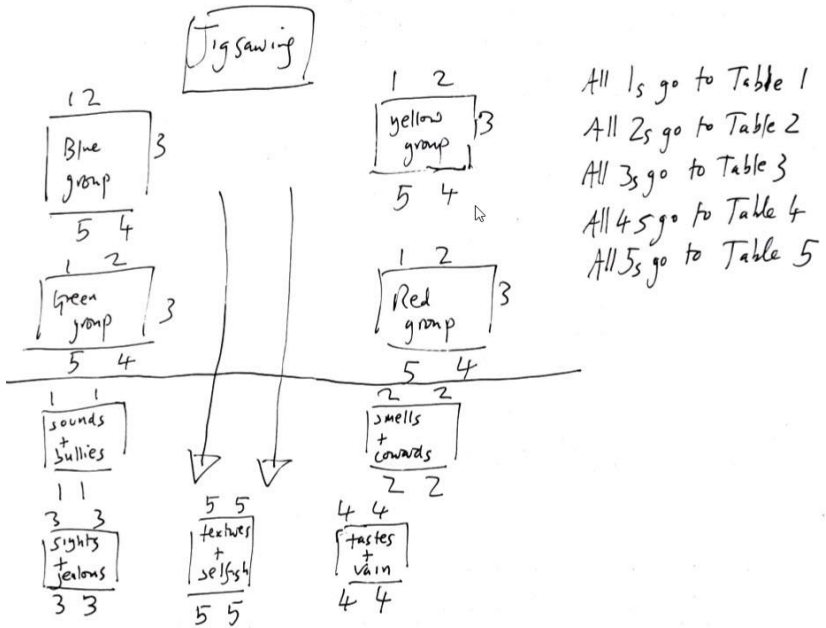 Jigsawing
1 2
Blue
group
3
5 4
1 2
yellow
group
3
5 4
All 1s go to Table 1
All 2s go to Table 2
All 3s go to Table 3
All 4s go to Table 4
All 5s go to Table 5
1 2
Green
group
3
5 4
1 2
Red
group
3
5 4
1 1
sounds
+
bullies
1 1
2 2
smells
+
cowards
2 2
3 3
sights
+
jealous
3 3
5 5
textures
+
selfish
5 5
4 4
tastes
+
vain
4 4